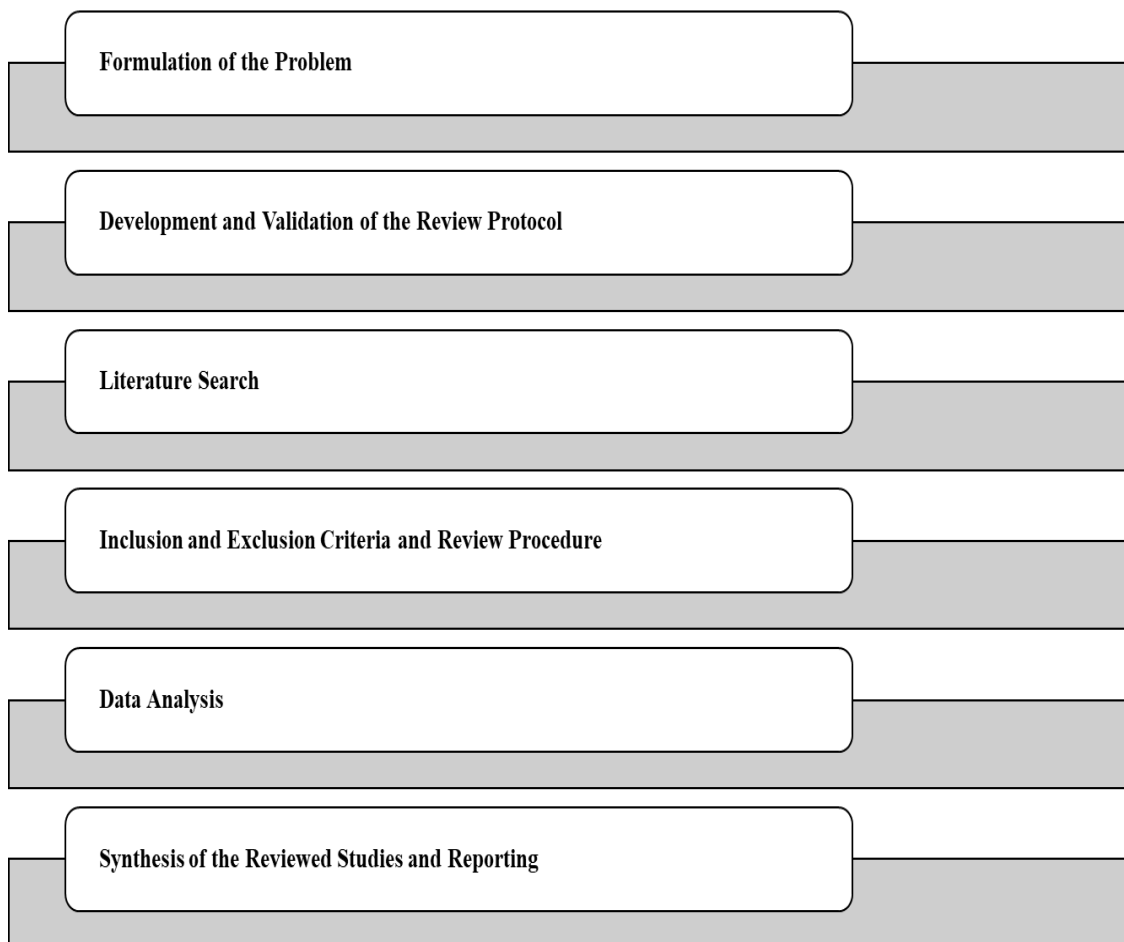 Formulation of the Problem
Development and Validation of the Review Protocol
Literature Search
Inclusion and Exclusion Criteria and Review Procedure
Data Analysis
Synthesis of the Reviewed Studies and Reporting